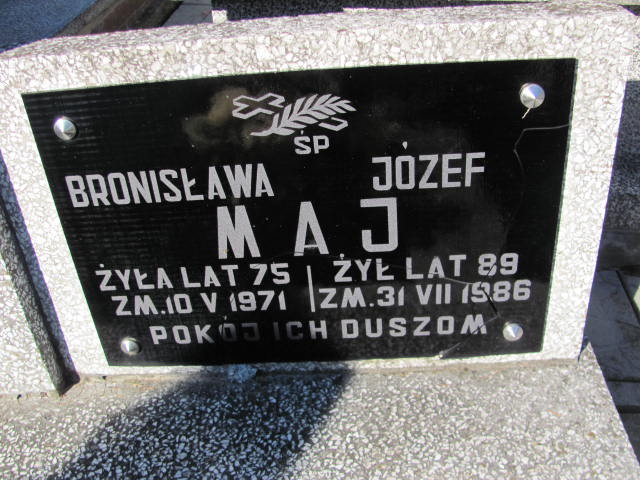 ŚP
BRONISŁAWA JÓZEF
MAJ
ŻYŁA LAT 75 ŻYŁ LAT 89
ZM. 10 V 1971 ZM. 31 VII 1986
POKÓJ ICH DUSZOM